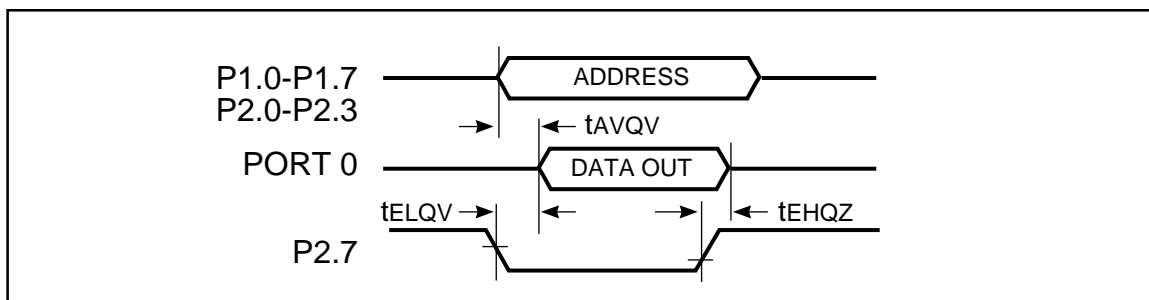 P1.0-P1.7
ADDRESS
P2.0-P2.3
tAVQV
PORT 0
DATA OUT
tELQV
tEHQZ
P2.7